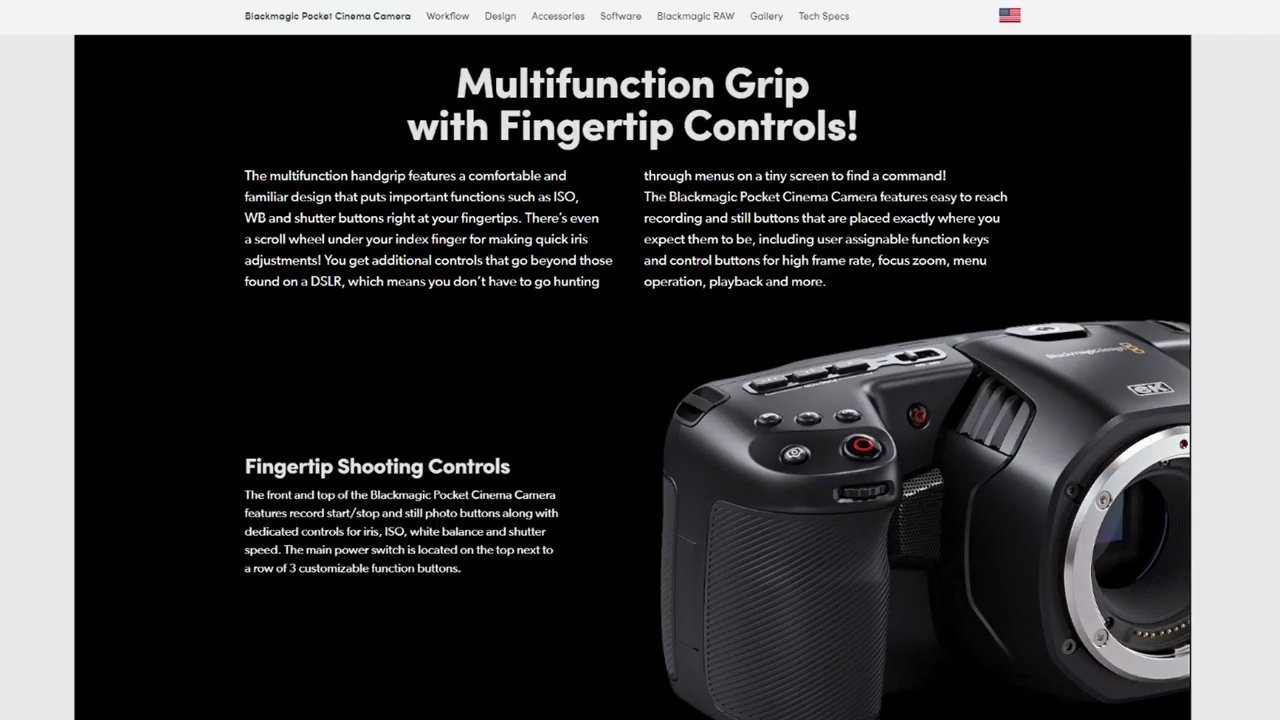 Blackmagic Pocket Cinema Camera Workflow Design Accessories Software Blackmagic RAW Gallery Tech Specs
Multifunction Grip
with Fingertip Controls!
The multifunction handgrip features a comfortable and
familiar design that puts important functions such as ISO,
WB and shutter buttons right at your fingertips. There's even
a scroll wheel under your index finger for making quick iris
adjustments! You get additional controls that go beyond those
found on a DSLR, which means you don't have to go hunting
through menus on a tiny screen to find a command!
The Blackmagic Pocket Cinema Camera features easy to reach
recording and still buttons that are placed exactly where you
expect them to be, including user assignable function keys
and control buttons for high frame rate, focus zoom, menu
operation, playback and more.
Blackmagicdesign
6K
Fingertip Shooting Controls
The front and top of the Blackmagic Pocket Cinema Camera
features record start/stop and still photo buttons along with
dedicated controls for iris, ISO, white balance and shutter
speed. The main power switch is located on the top next to
a row of 3 customizable function buttons.